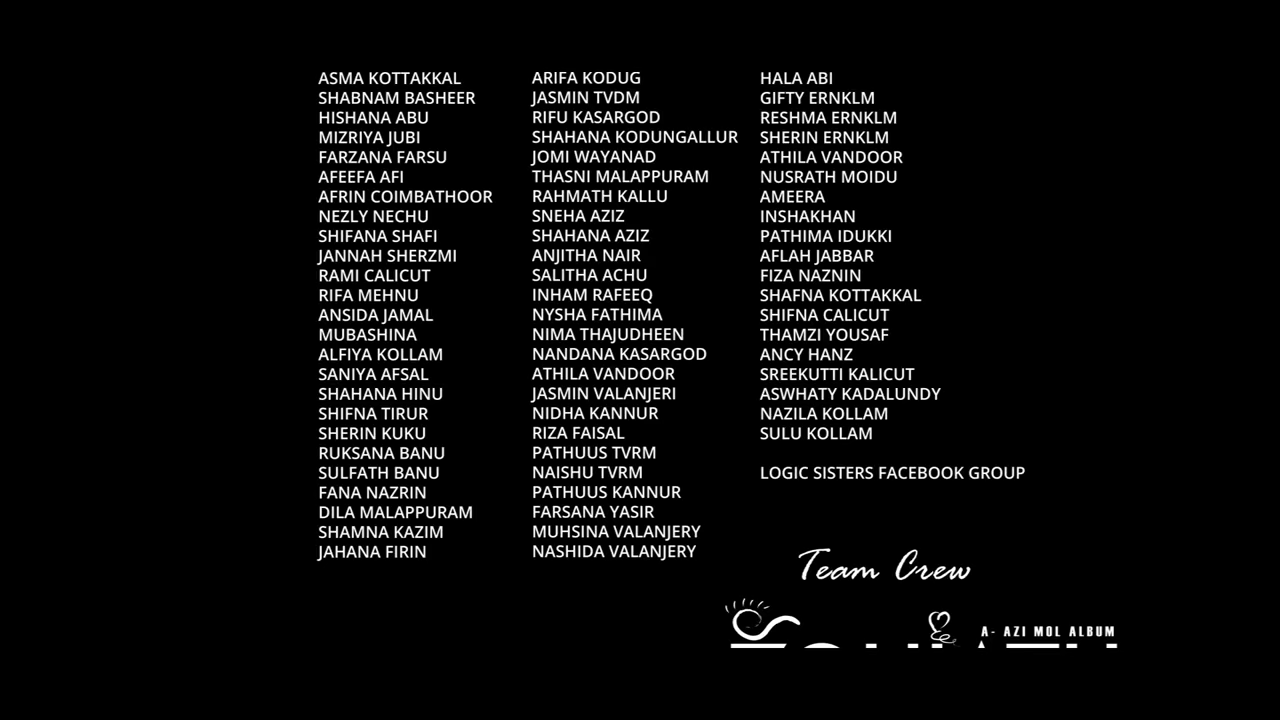 ASMA KOTTAKKAL
SHABNAM BASHEER
HISHANA ABU
MIZRIYA JUBI
FARZANA FARSU
AFEEFA AFI
AFRIN COIMBATHOOR
NEZLY NECHU
SHIFANA SHAFI
JANNAH SHERZMI
RAMI CALICUT
RIFA MEHNU
ANSIDA JAMAL
MUBASHINA
ALFIYA KOLLAM
SANIYA AFSAL
SHAHANA HINU
SHIFNA TIRUR
SHERIN KUKU
RUKSANA BANU
SULFATH BANU
FANA NAZRIN
DILA MALAPPURAM
SHAMNA KAZIM
JAHANA FIRIN
ARIFA KODUG
JASMIN TVDM
RIFU KASARGOD
SHAHANA KODUNGALLUR
JOMI WAYANAD
THASNI MALAPPURAM
RAHMATH KALLU
SNEHA AZIZ
SHAHANA AZIZ
ANJITHA NAIR
SALITHA ACHU
INHAM RAFEEQ
NYSHA FATHIMA
NIMA THAJUDHEEN
NANDANA KASARGOD
ATHILA VANDOOR
JASMIN VALANJERI
NIDHA KANNUR
RIZA FAISAL
PATHUUS TVRM
NAISHU TVRM
PATHUUS KANNUR
FARSANA YASIR
MUHSINA VALANJERY
NASHIDA VALANJERY
HALA ABI
GIFTY ERNKLM
RESHMA ERNKLM
SHERIN ERNKLM
ATHILA VANDOOR
NUSRATH MOIDU
AMEERA
INSHAKHAN
PATHIMA IDUKKI
AFLAH JABBAR
FIZA NAZNIN
SHAFNA KOTTAKKAL
SHIFNA CALICUT
THAMZI YOUSAF
ANCY HANZ
SREEKUTTI KALICUT
ASWHATY KADALUNDY
NAZILA KOLLAM
SULU KOLLAM
LOGIC SISTERS FACEBOOK GROUP
Team Crew
A- AZI MOL ALBUM